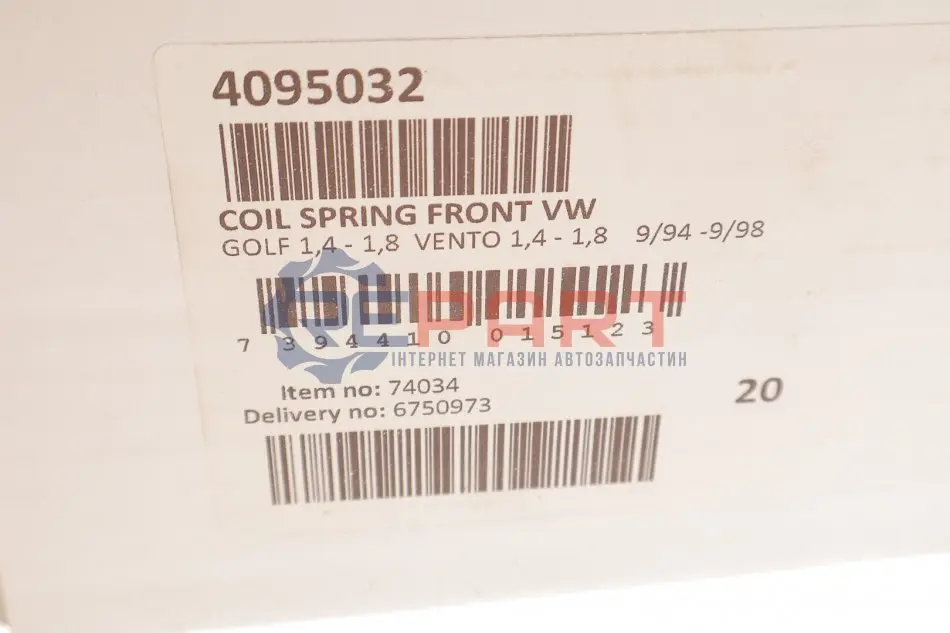 4095032
COIL SPRING FRONT VW
GOLF 1,4 - 1,8 VENTO 1,4 - 1,8 9/94 -9/98
REPART
7 394410 015123
ІНТЕРНЕТ МАГАЗИН АВТОЗАПЧАСТИН
Item no: 74034
20
Delivery no: 6750973